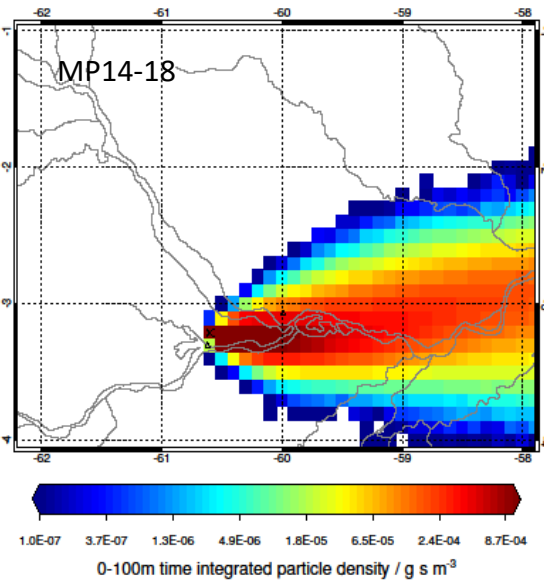 -62 -61 -60 -59 -58
-1
MP14-18
-2
-3
-4
-62 -61 -60 -59 -58
1.0E-07 3.7E-07 1.3E-06 4.9E-06 1.8E-05 6.5E-05 2.4E-04 8.7E-04
0-100m time integrated particle density / g s m⁻³